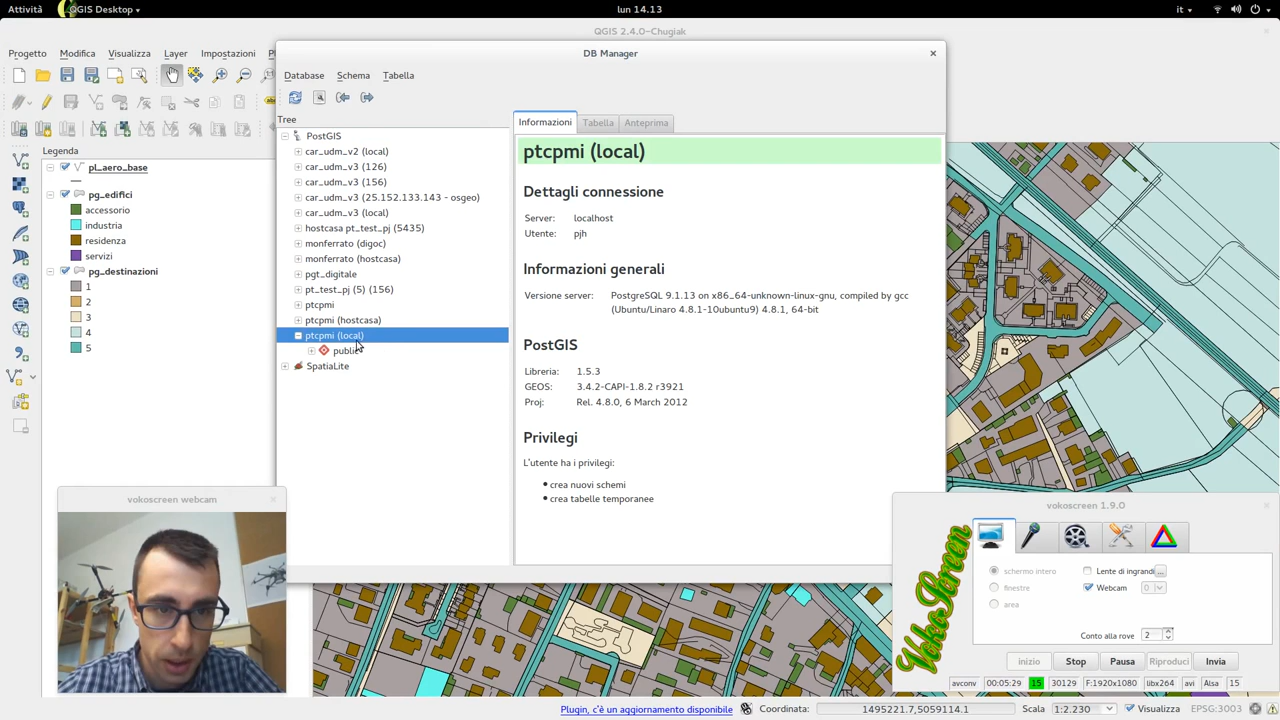 Attività
QGIS Desktop
lun 14.13
it
QGIS 2.4.0-Chugiak
Progetto
Modifica
Visualizza
Layer
Impostazioni
DB Manager
Database
Schema
Tabella
Tree
PostGIS
car_udm_v2 (local)
car_udm_v3 (126)
car_udm_v3 (156)
car_udm_v3 (25.152.133.143 - osgeo)
car_udm_v3 (local)
hostcasa pt_test_pj (5435)
monferrato (digoc)
monferrato (hostcasa)
pgt_digitale
pt_test_pj (5) (156)
ptcpmi
ptcpmi (hostcasa)
ptcpmi (local)
public
SpatiaLite
Informazioni
Tabella
Anteprima
ptcpmi (local)
Dettagli connessione
Server: localhost
Utente: pjh
Informazioni generali
Versione server: PostgreSQL 9.1.13 on x86_64-unknown-linux-gnu, compiled by gcc
(Ubuntu/Linaro 4.8.1-10ubuntu9) 4.8.1, 64-bit
PostGIS
Libreria: 1.5.3
GEOS: 3.4.2-CAPI-1.8.2 r3921
Proj: Rel. 4.8.0, 6 March 2012
Privilegi
L'utente ha i privilegi:
crea nuovi schemi
crea tabelle temporanee
Legenda
pl_aero_base
pg_edifici
accessorio
industria
residenza
servizi
pg_destinazioni
1
2
3
4
5
vokoscreen webcam
vokoscreen 1.9.0
VokoScreen
schermo intero
finestre
area
Lente di ingrandi
...
Webcam
0
Conto alla rove
2
inizio
Stop
Pausa
Riproduci
Invia
avconv
00:05:29
15
30129
F:1920x1080
libx264
avi
Alsa
15
Plugin, c'è un aggiornamento disponibile
Coordinata:
1495221.7,5059114.1
Scala
1:2.230
Visualizza
EPSG:3003